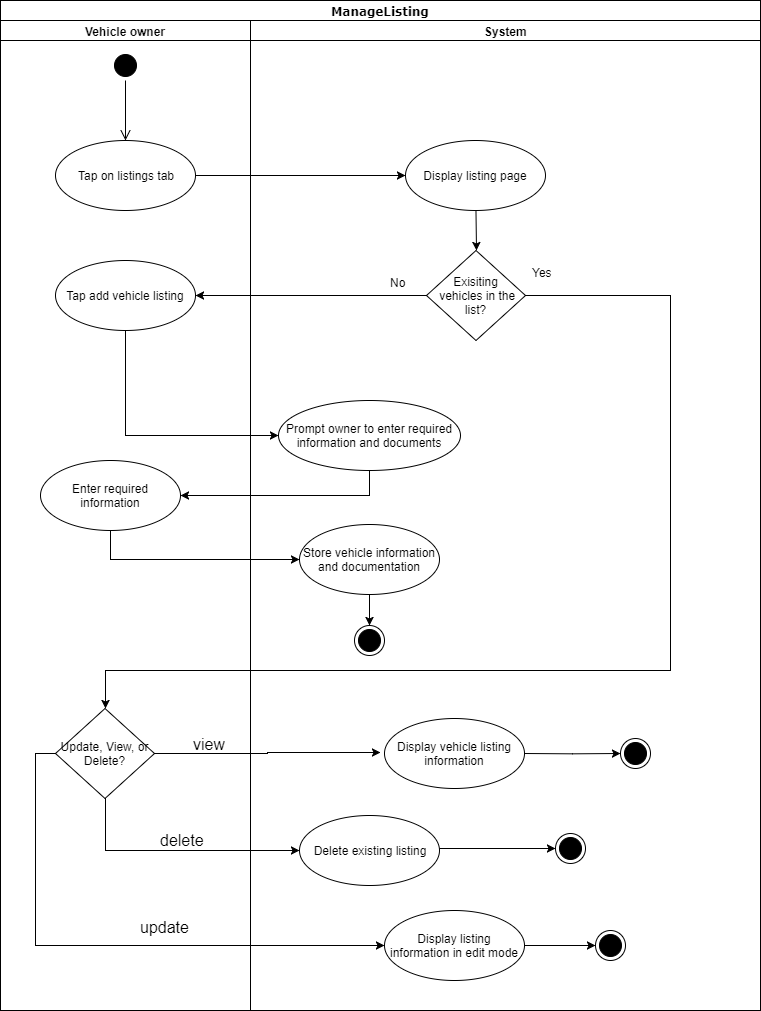 ManageListing
Vehicle owner
System
Tap on listings tab
Display listing page
Tap add vehicle listing
No
Exisiting
vehicles in the
list?
Yes
Prompt owner to enter required
information and documents
Enter required
information
Store vehicle information
and documentation
Update, View, or
Delete?
view
Display vehicle listing
information
delete
Delete existing listing
update
Display listing
information in edit mode